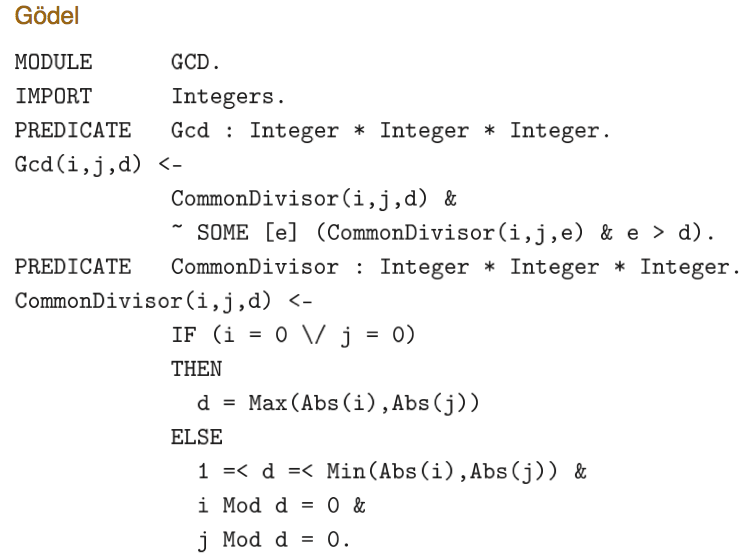 Gödel
MODULE GCD.
IMPORT Integers.
PREDICATE Gcd : Integer * Integer * Integer.
Gcd(i,j,d) <-
CommonDivisor(i,j,d) &
~ SOME [e] (CommonDivisor(i,j,e) & e > d).
PREDICATE CommonDivisor : Integer * Integer * Integer.
CommonDivisor(i,j,d) <-
IF (i = 0 \/ j = 0)
THEN
d = Max(Abs(i),Abs(j))
ELSE
1 =< d =< Min(Abs(i),Abs(j)) &
i Mod d = 0 &
j Mod d = 0.